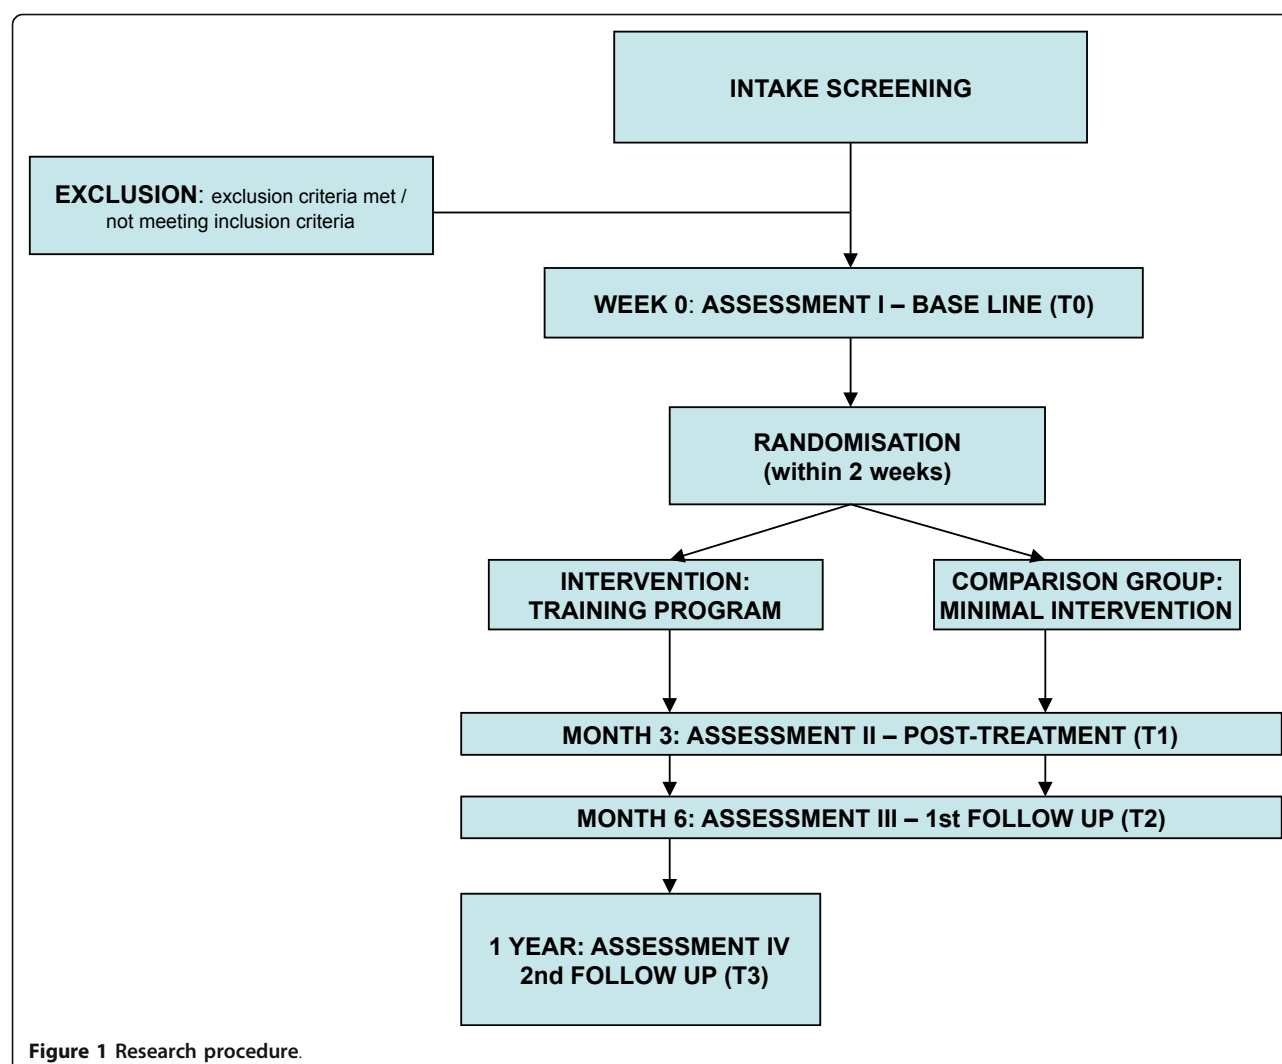 INTAKE SCREENING
EXCLUSION: exclusion criteria met /
not meeting inclusion criteria
WEEK 0: ASSESSMENT I – BASE LINE (T0)
RANDOMISATION
(within 2 weeks)
INTERVENTION:
TRAINING PROGRAM
COMPARISON GROUP:
MINIMAL INTERVENTION
MONTH 3: ASSESSMENT II – POST-TREATMENT (T1)
MONTH 6: ASSESSMENT III – 1st FOLLOW UP (T2)
1 YEAR: ASSESSMENT IV
2nd FOLLOW UP (T3)
Figure 1 Research procedure.